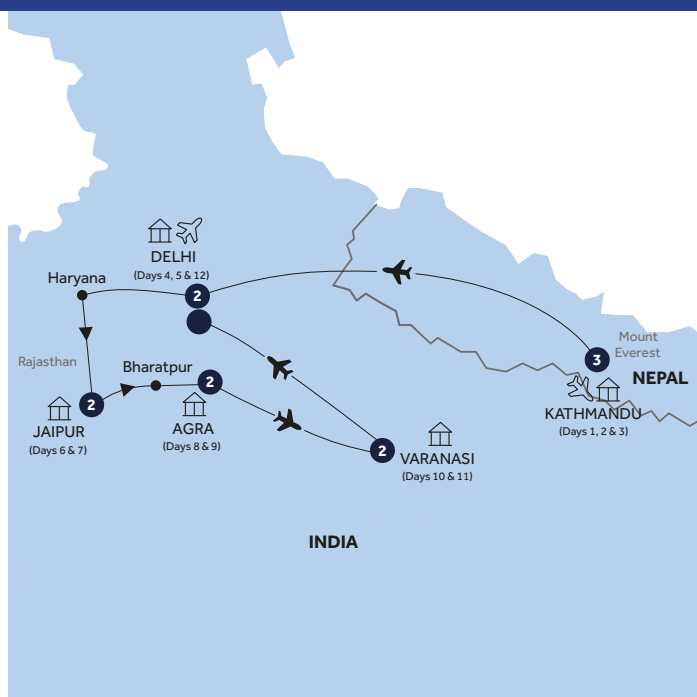 DELHI
(Days 4, 5 & 12)
Haryana
2
Mount
Everest
3
Rajasthan
Bharatpur
NEPAL
2
2
JAIPUR
(Days 6 & 7)
AGRA
(Days 8 & 9)
KATHMANDU
(Days 1, 2 & 3)
2
VARANASI
(Days 10 & 11)
INDIA